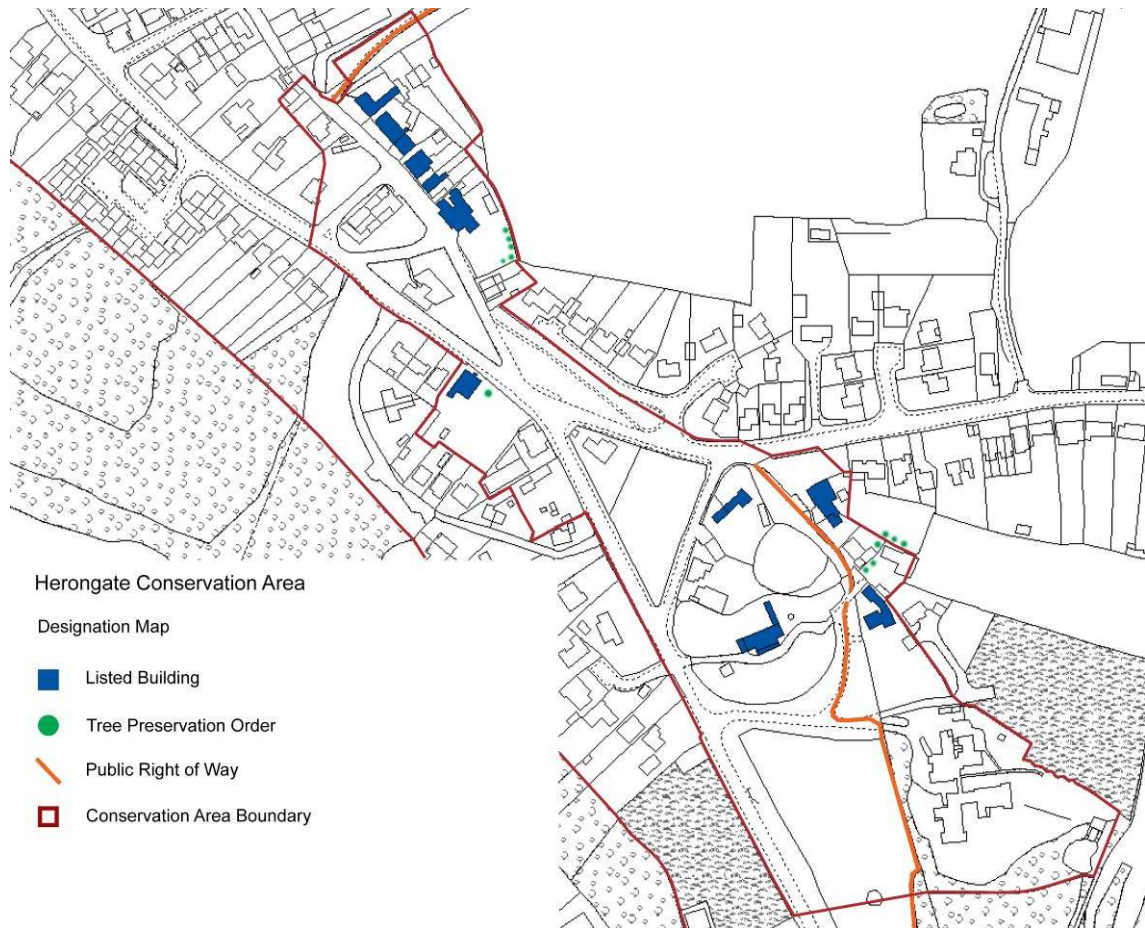 Herongate Conservation Area
Designation Map
Listed Building
Tree Preservation Order
Public Right of Way
Conservation Area Boundary